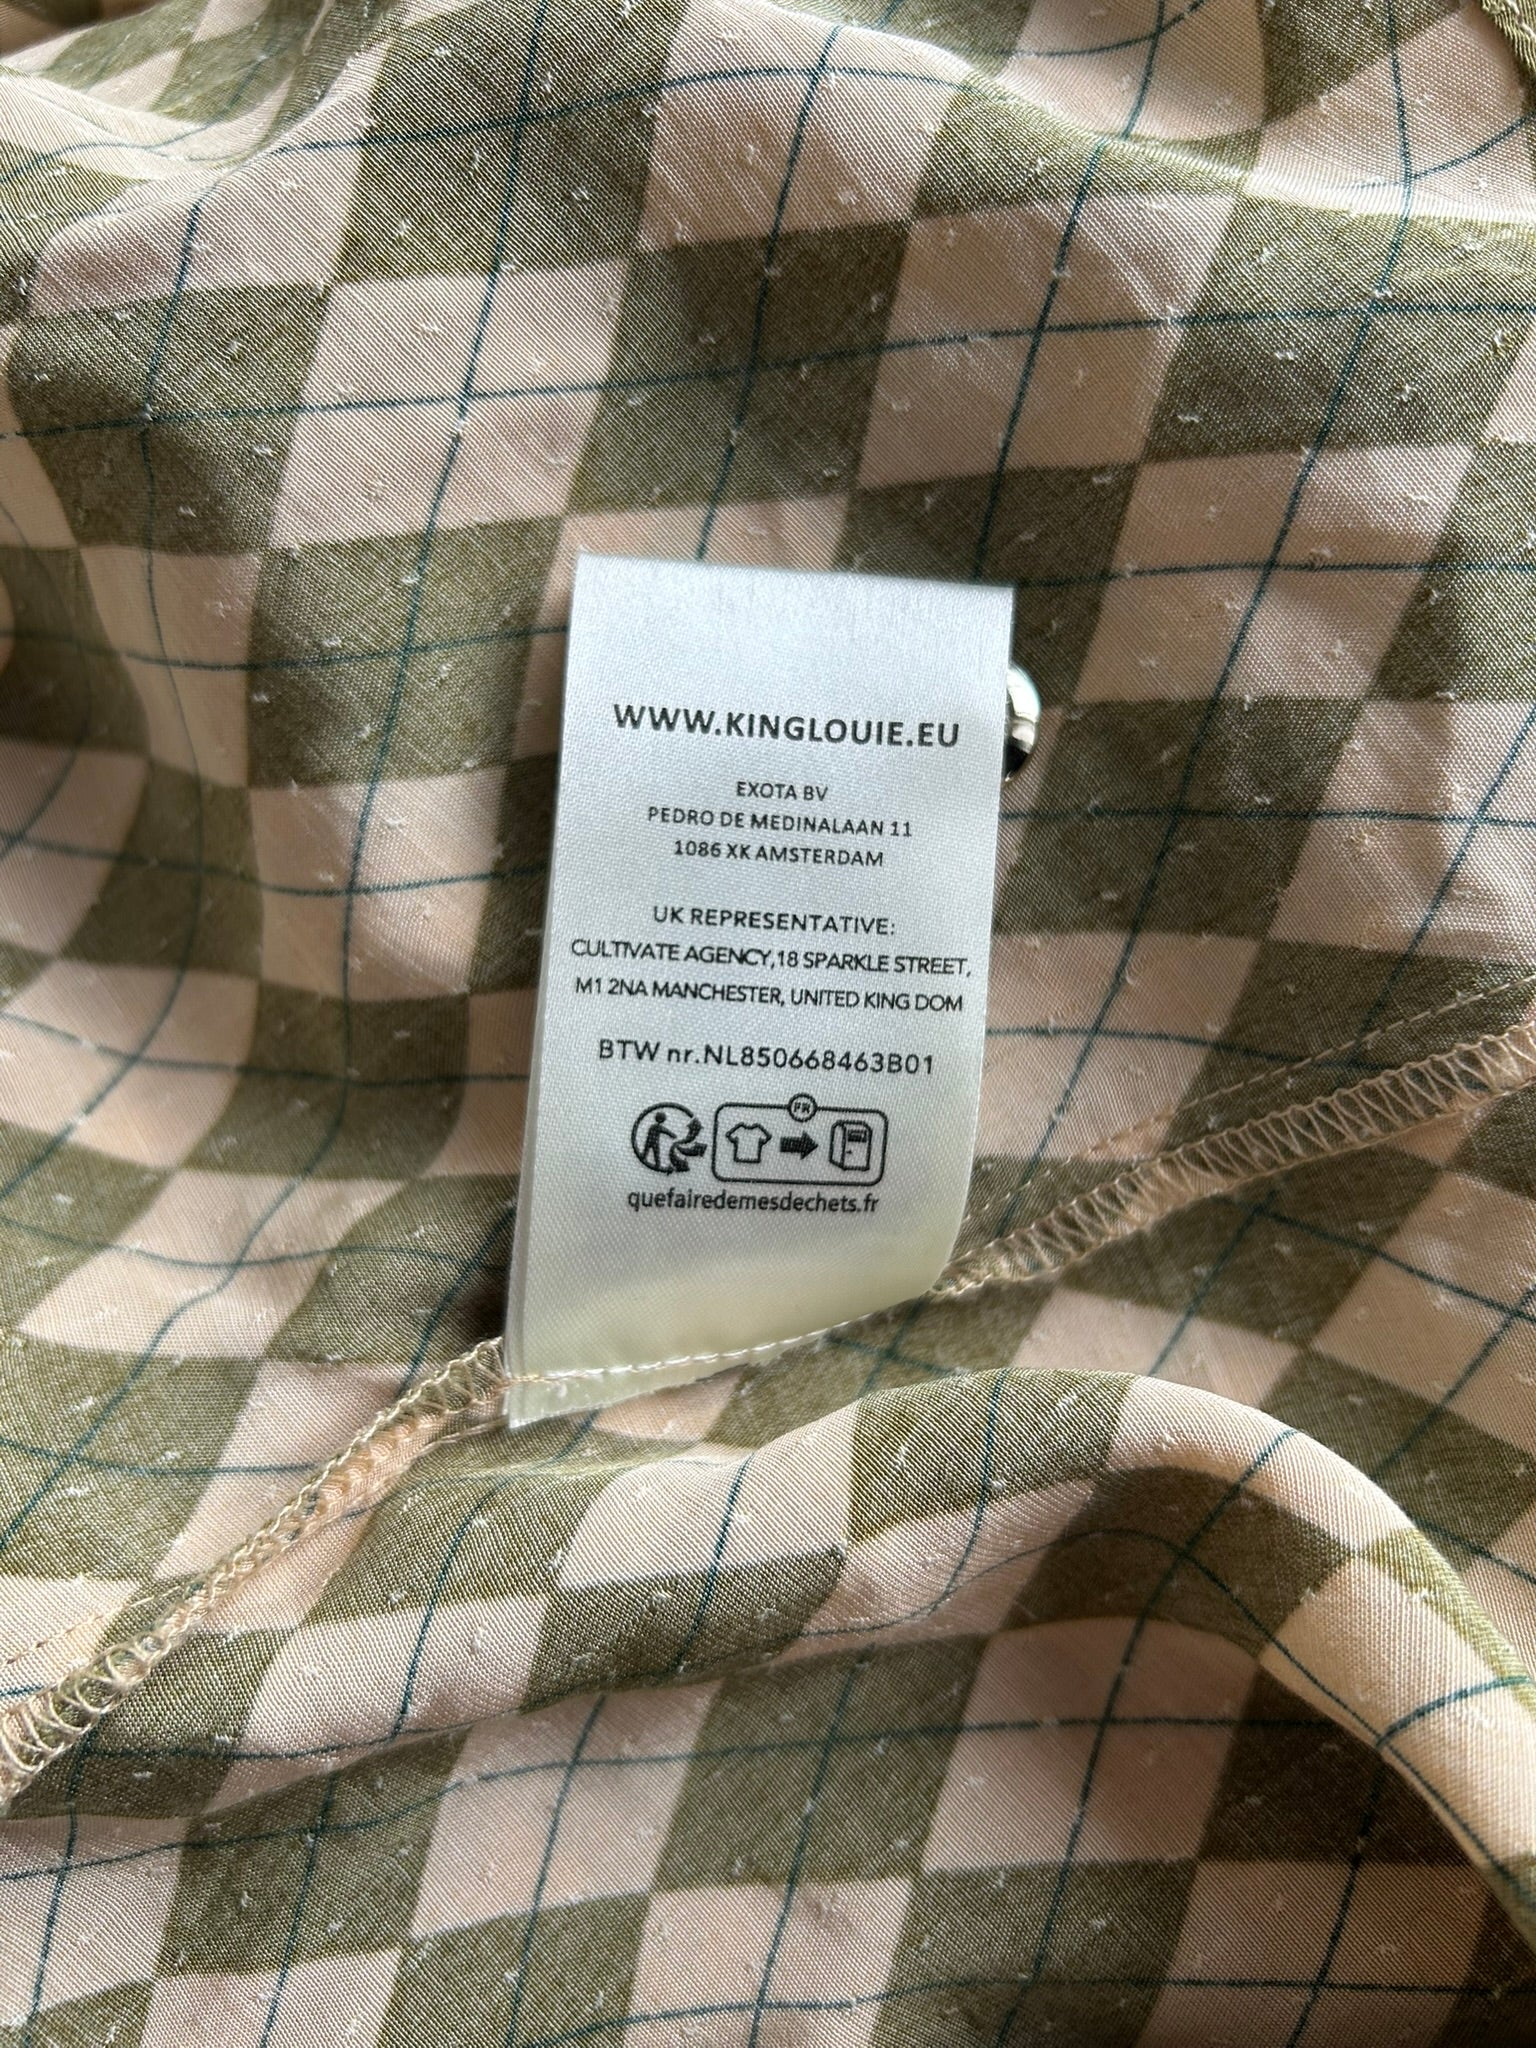 WWW.KINGLOUIE.EU
EXOTA BV
PEDRO DE MEDINALAAN 11
1086 XK AMSTERDAM
UK REPRESENTATIVE:
CULTIVATE AGENCY,18 SPARKLE STREET,
M1 2NA MANCHESTER, UNITED KING DOM
BTW nr.NL850668463B01
FR
quefairedemesdechets.fr